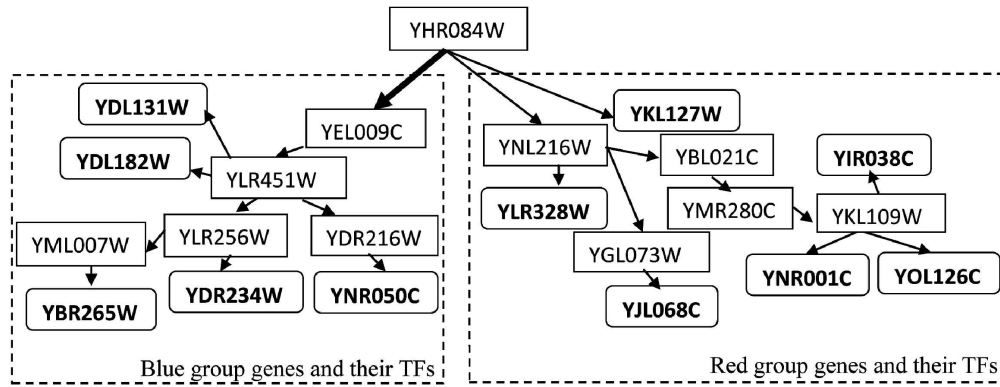 YHR084W
YDL131W
YEL009C
YDL182W
YLR451W
YML007W
YLR256W
YDR216W
YBR265W
YDR234W
YNR050C
Blue group genes and their TFs
YKL127W
YNL216W
YBL021C
YIR038C
YLR328W
YMR280C
YKL109W
YGL073W
YNR001C
YOL126C
YJL068C
Red group genes and their TFs